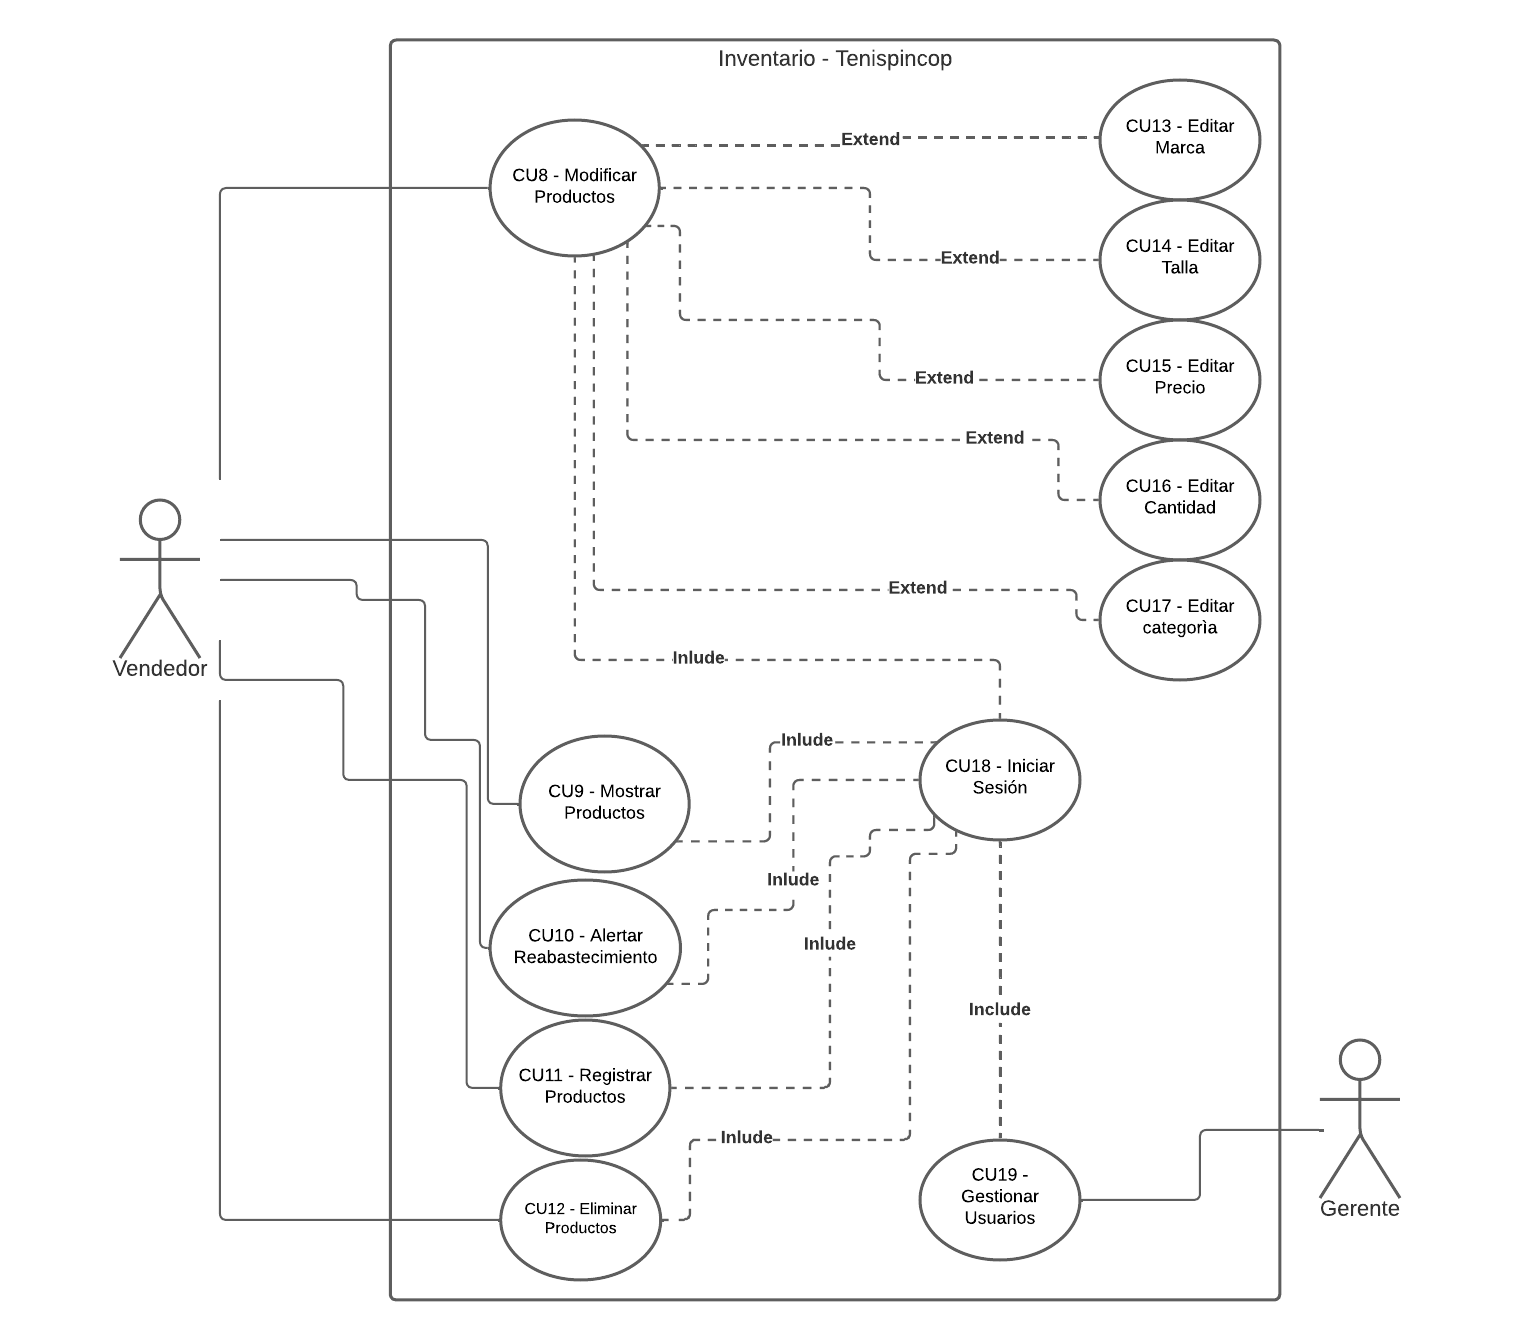 Inventario - Tenispincop
CU8 - Modificar
Productos
Extend
CU13 - Editar
Marca
Extend
CU14 - Editar
Talla
Extend
CU15 - Editar
Precio
Extend
CU16 - Editar
Cantidad
Extend
CU17 - Editar
categorìa
Vendedor
Inlude
Inlude
CU18 - Iniciar
Sesión
CU9 - Mostrar
Productos
Inlude
CU10 - Alertar
Reabastecimiento
Inlude
Include
CU11 - Registrar
Productos
Inlude
CU12 - Eliminar
Productos
CU19 -
Gestionar
Usuarios
Gerente